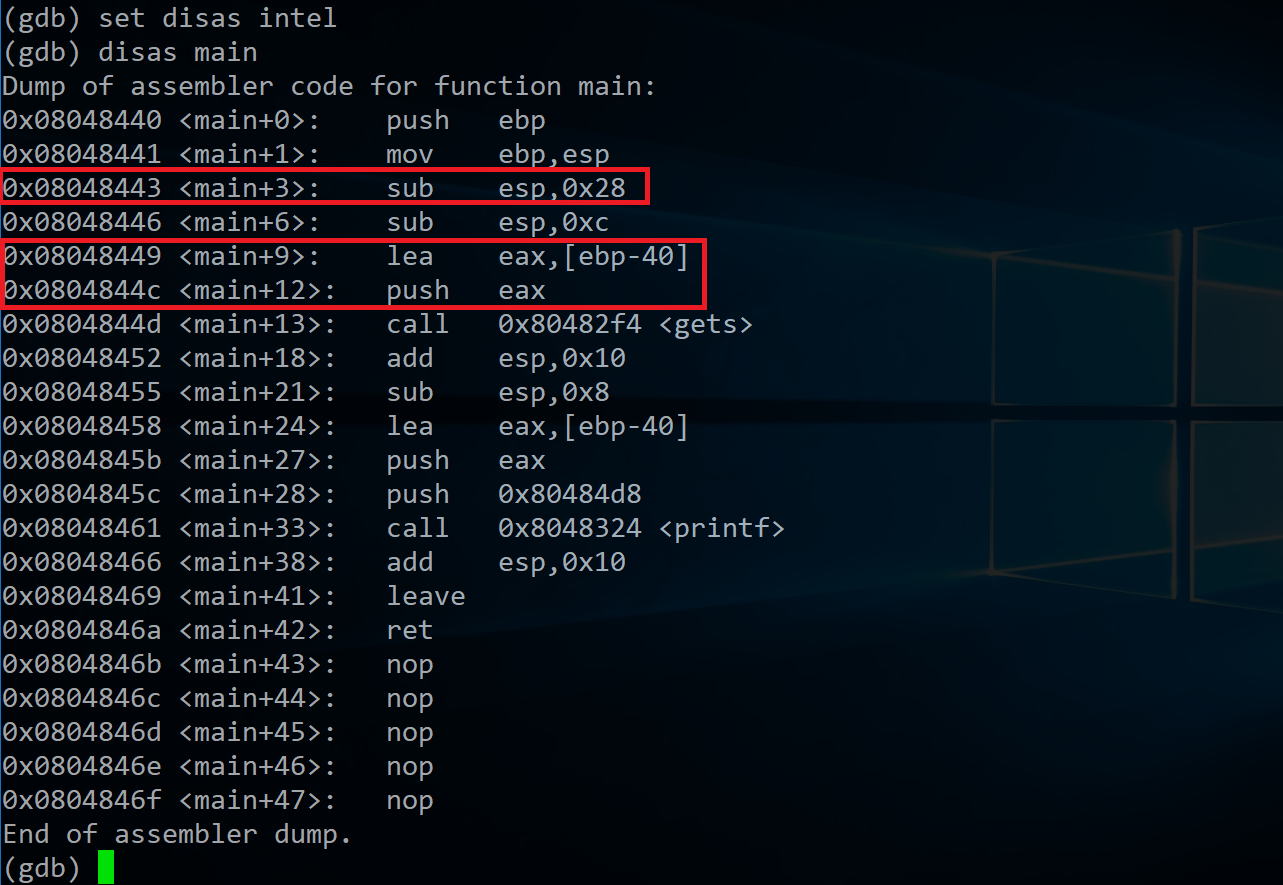 (gdb) set disas intel
(gdb) disas main
Dump of assembler code for function main:
0x08048440 <main+0>:    push   ebp
0x08048441 <main+1>:    mov    ebp,esp
0x08048443 <main+3>:    sub    esp,0x28
0x08048446 <main+6>:    sub    esp,0xc
0x08048449 <main+9>:    lea    eax,[ebp-40]
0x0804844c <main+12>:   push   eax
0x0804844d <main+13>:   call   0x80482f4 <gets>
0x08048452 <main+18>:   add    esp,0x10
0x08048455 <main+21>:   sub    esp,0x8
0x08048458 <main+24>:   lea    eax,[ebp-40]
0x0804845b <main+27>:   push   eax
0x0804845c <main+28>:   push   0x80484d8
0x08048461 <main+33>:   call   0x8048324 <printf>
0x08048466 <main+38>:   add    esp,0x10
0x08048469 <main+41>:   leave
0x0804846a <main+42>:   ret
0x0804846b <main+43>:   nop
0x0804846c <main+44>:   nop
0x0804846d <main+45>:   nop
0x0804846e <main+46>:   nop
0x0804846f <main+47>:   nop
End of assembler dump.
(gdb)